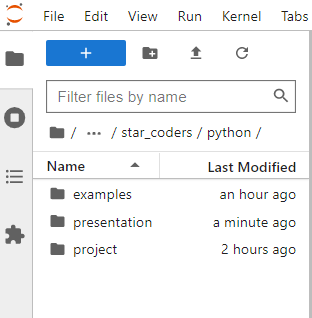 File Edit View Run Kernel Tabs
+
Filter files by name
/ ••• / star_coders / python /
Name Last Modified
examples an hour ago
presentation a minute ago
project 2 hours ago